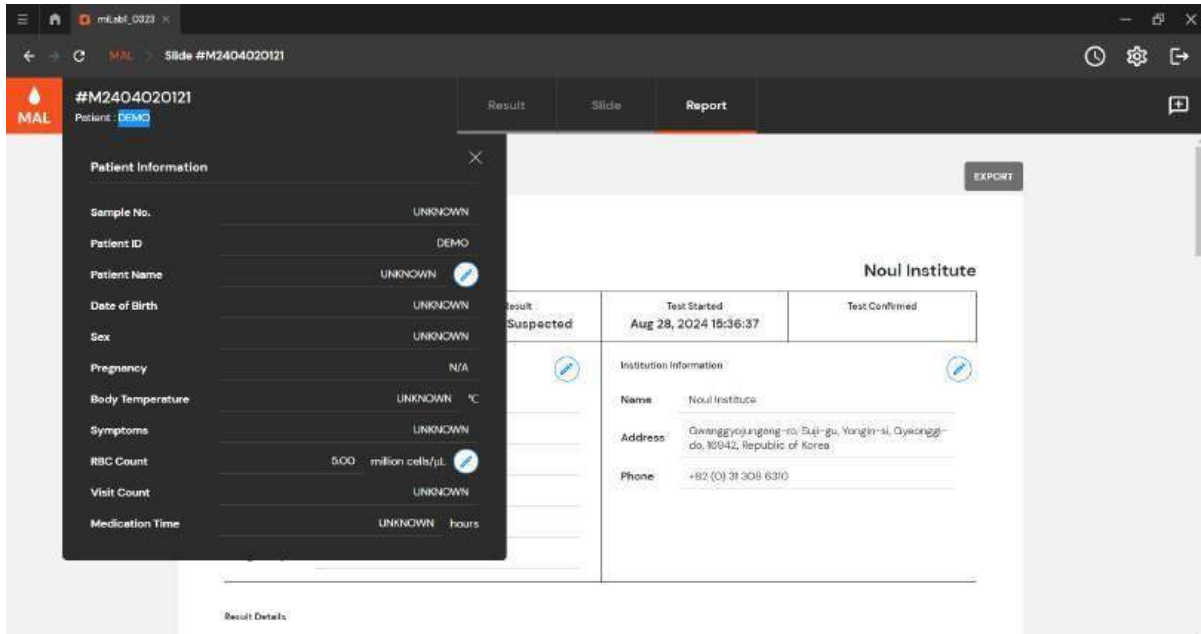 miLabl_0323
MAL > Slide #M2404020121
MAL
#M2404020121
Patient : DEMO
Result
Slide
Report
Patient Information
EXPORT
Sample No. UNKNOWN
Patient ID DEMO
Patient Name UNKNOWN
Date of Birth UNKNOWN
Sex UNKNOWN
Pregnancy N/A
Body Temperature UNKNOWN °C
Symptoms UNKNOWN
RBC Count 5.00 million cells/µL
Visit Count UNKNOWN
Medication Time UNKNOWN hours
Noul Institute
Result
Suspected
Test Started
Aug 28, 2024 15:36:37
Test Confirmed
Institution Information
Name Noul Institute
Address Gwanggyojungang-ro, Suji-gu, Yongin-si, Gyeonggi-
do, 16942, Republic of Korea
Phone +82 (0) 31 308 6310
Result Details